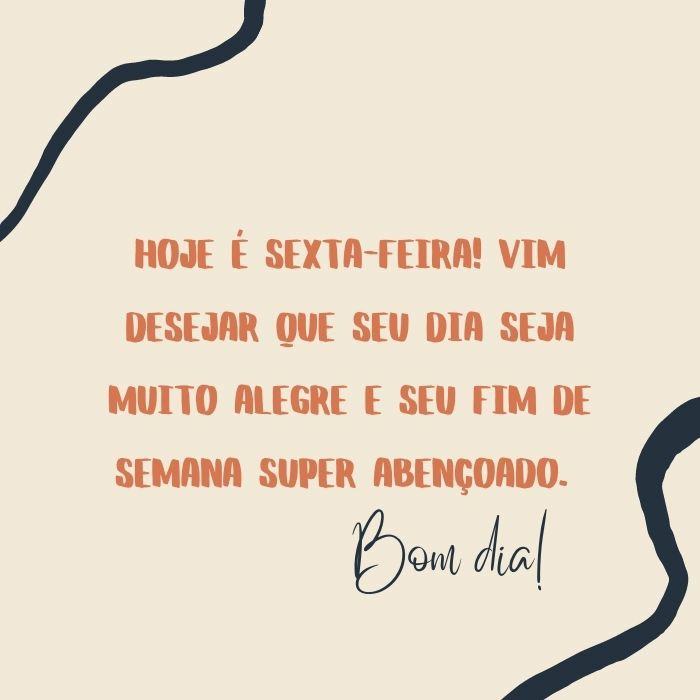 HOJE É SEXTA-FEIRA! VIM
DESEJAR QUE SEU DIA SEJA
MUITO ALEGRE E SEU FIM DE
SEMANA SUPER ABENÇOADO.
Bom dia!